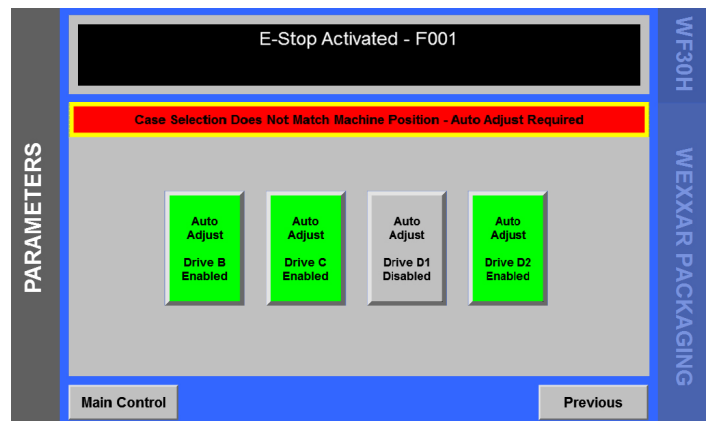 E-Stop Activated - F001
Case Selection Does Not Match Machine Position - Auto Adjust Required
PARAMETERS
Auto
Adjust
Drive B
Enabled
Auto
Adjust
Drive C
Enabled
Auto
Adjust
Drive D1
Disabled
Auto
Adjust
Drive D2
Enabled
WF30H
WEXXAR PACKAGING
Main Control
Previous